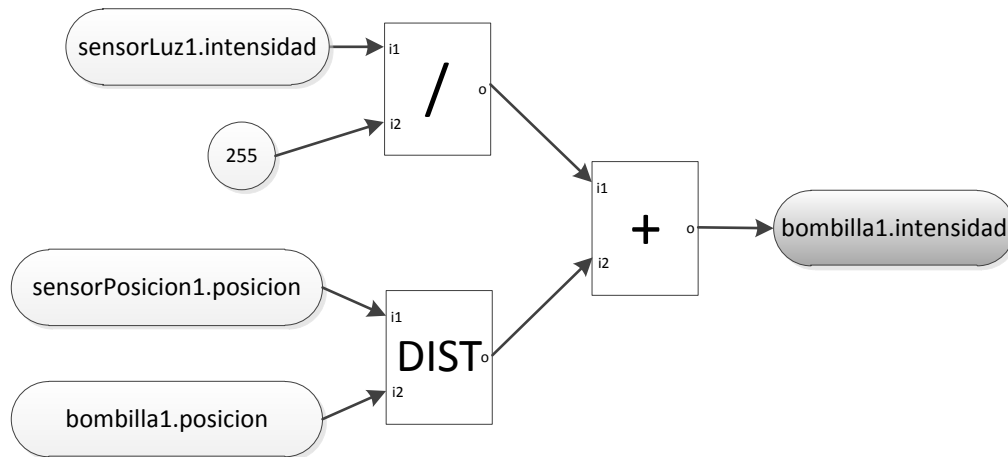 sensorLuz1.intensidad
i1
/
o
i2
255
i1
+
o
i2
bombilla1.intensidad
sensorPosicion1.posicion
i1
DIST
o
i2
bombilla1.posicion